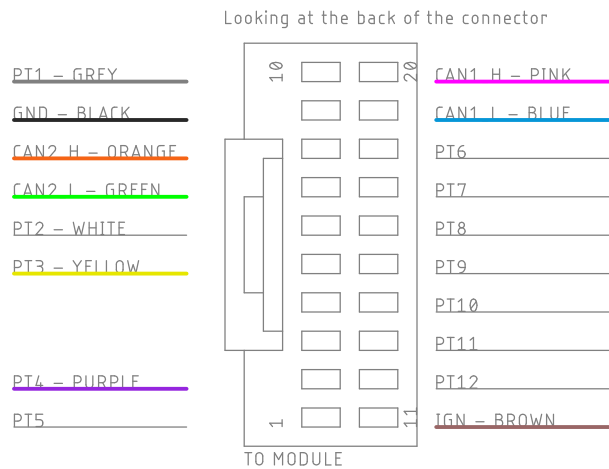 Looking at the back of the connector
10
20
PT1 – GREY
CAN1 H – PINK
GND – BLACK
CAN1 L – BLUE
CAN2 H – ORANGE
PT6
CAN2 L – GREEN
PT7
PT2 – WHITE
PT8
PT3 – YELLOW
PT9
PT10
PT11
PT4 – PURPLE
PT12
PT5
1
11
IGN – BROWN
TO MODULE